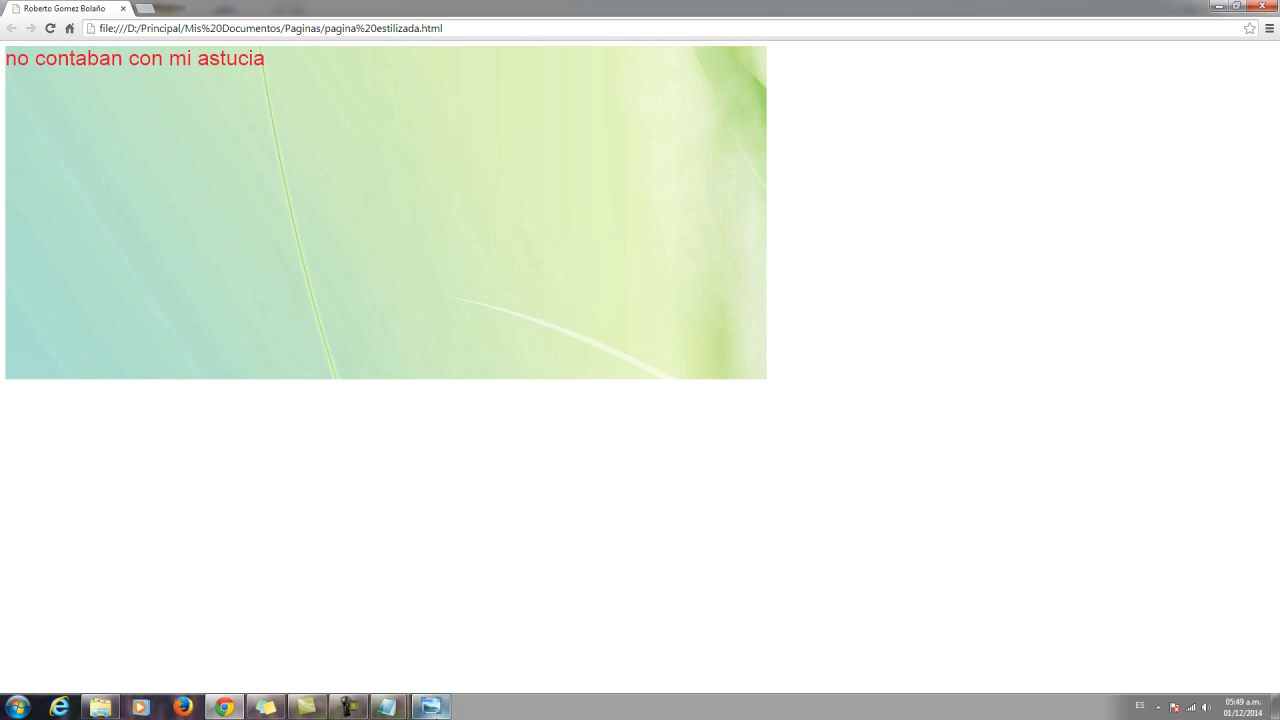 Roberto Gomez Bolaño
file:///D:/Principal/Mis%20Documentos/Paginas/pagina%20estilizada.html
no contaban con mi astucia
ES
05:49 a.m.
01/12/2014